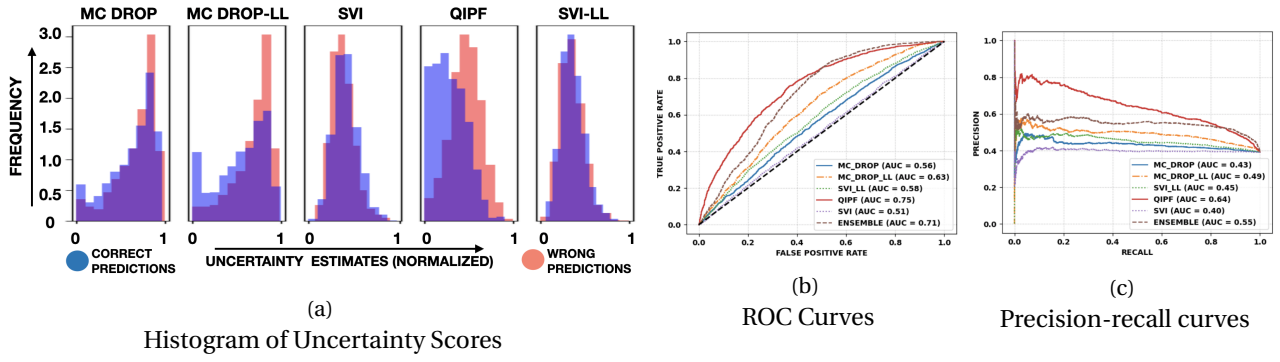 MC DROP MC DROP-LL SVI QIPF SVI-LL
FREQUENCY
3.0
2.5
2.0
1.5
1.0
0.5
0
0 1 0 1 0 1 0 1 0 1
CORRECT
PREDICTIONS
UNCERTAINTY ESTIMATES (NORMALIZED)
WRONG
PREDICTIONS
(a)
Histogram of Uncertainty Scores
TRUE POSITIVE RATE
1.0
0.8
0.6
0.4
0.2
0.0
0.0 0.2 0.4 0.6 0.8 1.0
FALSE POSITIVE RATE
MC_DROP (AUC = 0.56)
MC_DROP_LL (AUC = 0.63)
SVI_LL (AUC = 0.58)
QIPF (AUC = 0.75)
SVI (AUC = 0.51)
ENSEMBLE (AUC = 0.71)
(b)
ROC Curves
PRECISION
1.0
0.8
0.6
0.4
0.2
0.0
0.0 0.2 0.4 0.6 0.8 1.0
RECALL
MC_DROP (AUC = 0.43)
MC_DROP_LL (AUC = 0.49)
SVI_LL (AUC = 0.45)
QIPF (AUC = 0.64)
SVI (AUC = 0.40)
ENSEMBLE (AUC = 0.55)
(c)
Precision-recall curves